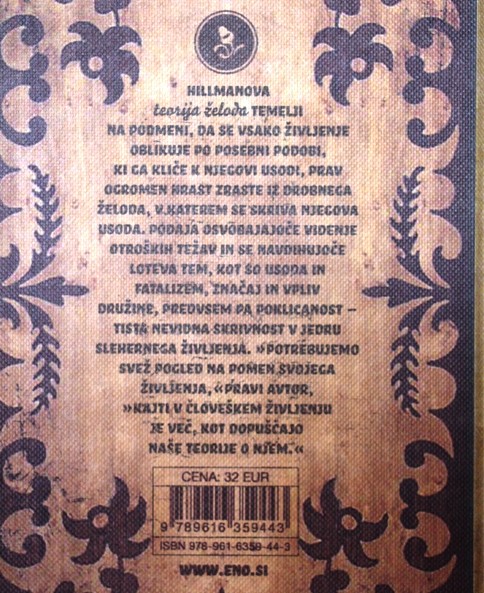 HILLMANOVA
teorija želoda TEMELJI
NA PODMENI, DA SE VSAKO ŽIVLJENJE
OBLIKUJE PO POSEBNI PODOBI,
KI GA KLIČE K NJEGOVI USODI, PRAV
OGROMEN HRAST ZRASTE IZ DROBNEGA
ŽELODA, V KATEREM SE SKRIVA NJEGOVA
USODA. PODAJA OSVOBAJAJOČE VIDENJE
OTROŠKIH TEŽAV IN SE NAVDIHUJOČE
LOTEVA TEM, KOT SO USODA IN
FATALIZEM, ZNAČAJ IN VPLIV
DRUŽINE, PREDVSEM PA POKLICANOST –
TISTA NEVIDNA SKRIVNOST V JEDRU
SLEHERNEGA ŽIVLJENJA. »POTREBUJEMO
SVEŽ POGLED NA POMEN SVOJEGA
ŽIVLJENJA,« PRAVI AVTOR,
»KAJTI V ČLOVEŠKEM ŽIVLJENJU
JE VEČ, KOT DOPUŠČAJO
NAŠE TEORIJE O NJEM.«
CENA: 32 EUR
9 789616 359443
ISBN 978-961-6359-44-3
WWW.ENO.SI